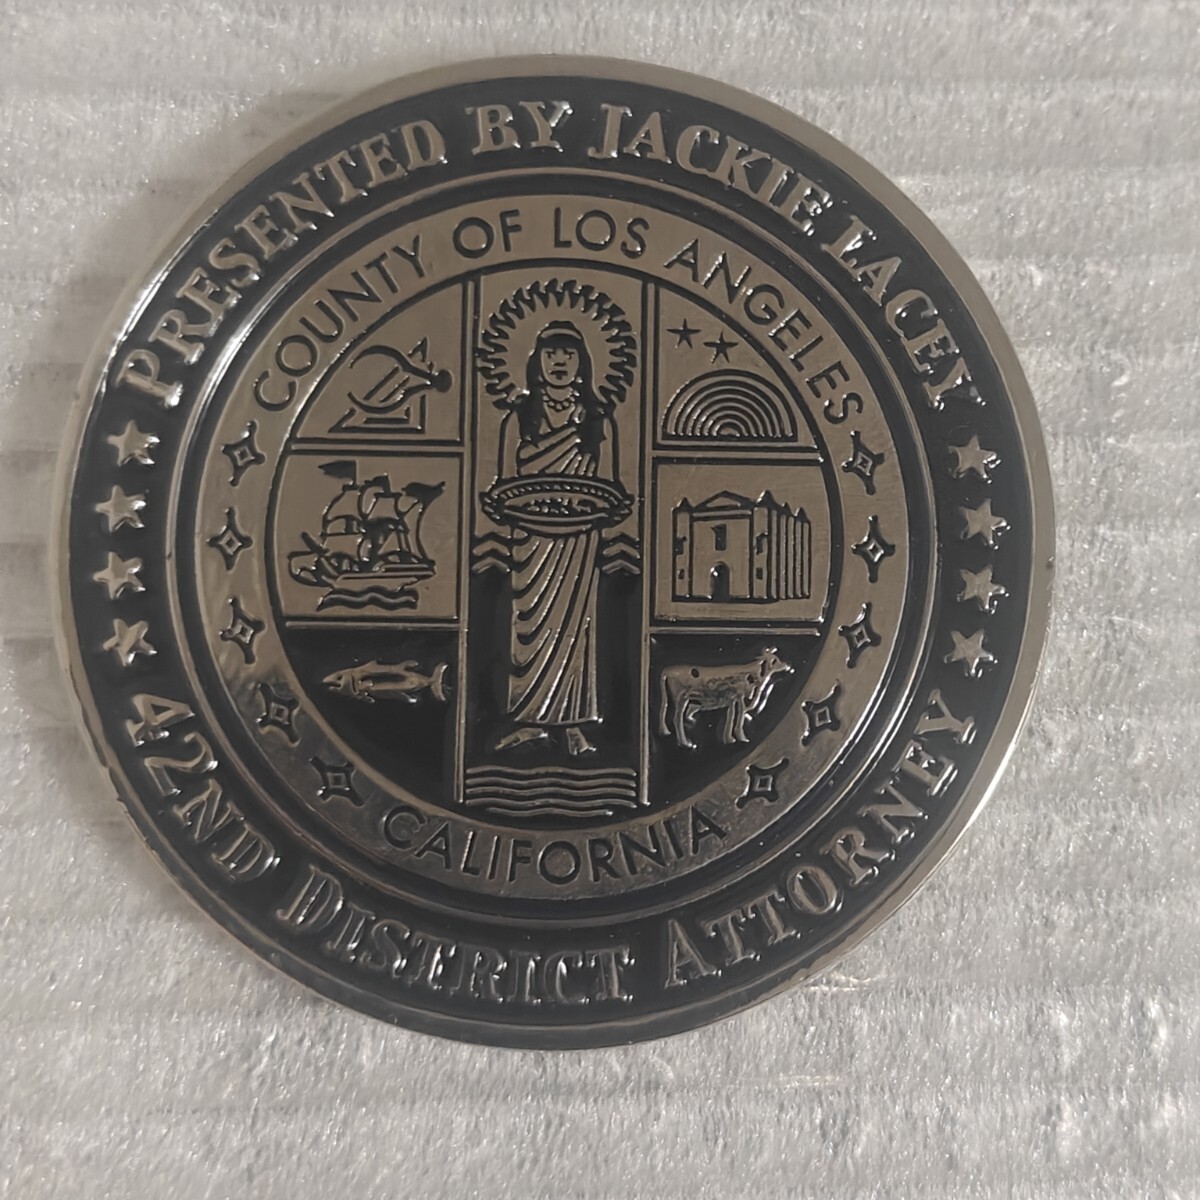 PRESENTED BY JACKIE LACEY
COUNTY OF LOS ANGELES
CALIFORNIA
42ND DISTRICT ATTORNEY